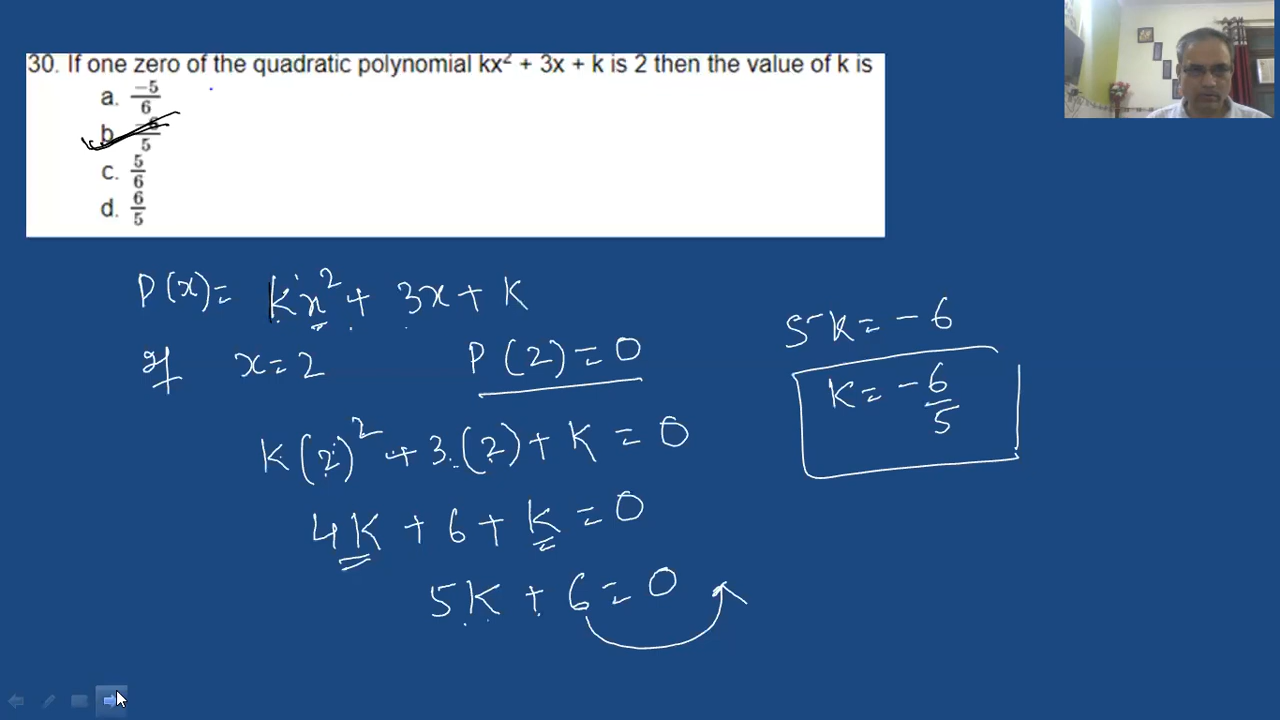 30. If one zero of the quadratic polynomial kx² + 3x + k is 2 then the value of k is
a. −5/6
b. −6/5
c. 5/6
d. 6/5
P(x) = kx² + 3x + k
If x = 2 P(2) = 0
k(2)² + 3.(2) + k = 0
4k + 6 + k = 0
5k + 6 = 0
5k = −6
k = −6/5